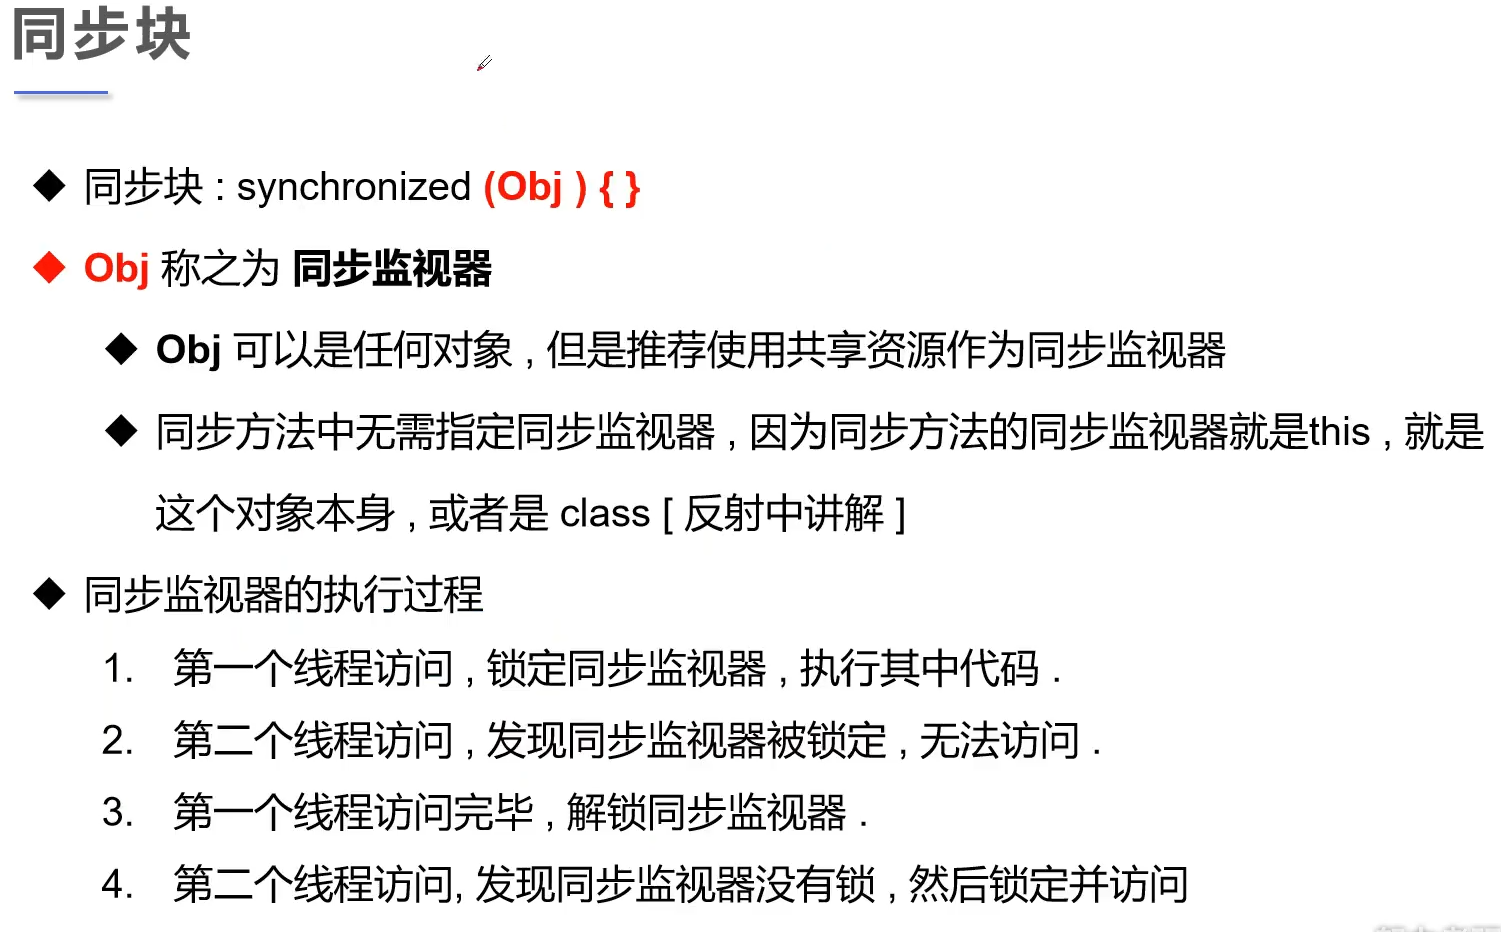 同步块
◆ 同步块 : synchronized (Obj ) { }
◆ Obj 称之为 同步监视器
◆ Obj 可以是任何对象 , 但是推荐使用共享资源作为同步监视器
◆ 同步方法中无需指定同步监视器 , 因为同步方法的同步监视器就是this , 就是
这个对象本身 , 或者是 class [ 反射中讲解 ]
◆ 同步监视器的执行过程
1. 第一个线程访问 , 锁定同步监视器 , 执行其中代码 .
2. 第二个线程访问 , 发现同步监视器被锁定 , 无法访问 .
3. 第一个线程访问完毕 , 解锁同步监视器 .
4. 第二个线程访问, 发现同步监视器没有锁 , 然后锁定并访问